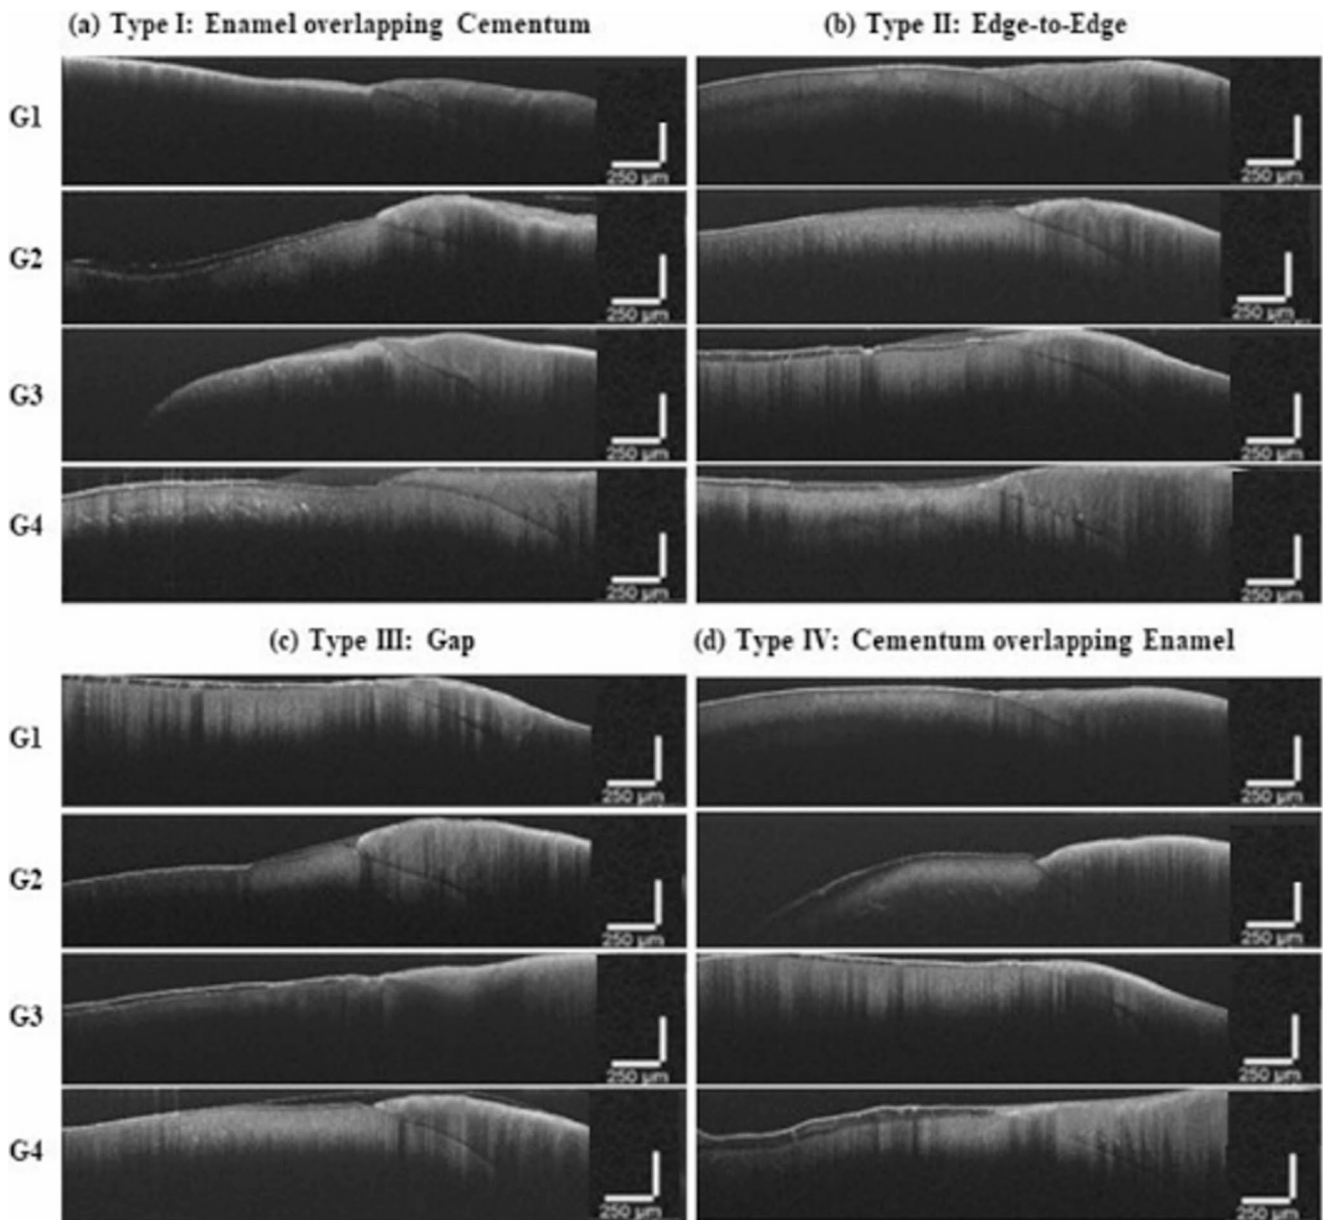 (a) Type I: Enamel overlapping Cementum
(b) Type II: Edge-to-Edge
G1
250 µm
250 µm
G2
250 µm
250 µm
G3
250 µm
250 µm
G4
250 µm
250 µm
(c) Type III: Gap
(d) Type IV: Cementum overlapping Enamel
G1
250 µm
250 µm
G2
250 µm
250 µm
G3
250 µm
250 µm
G4
250 µm
250 µm